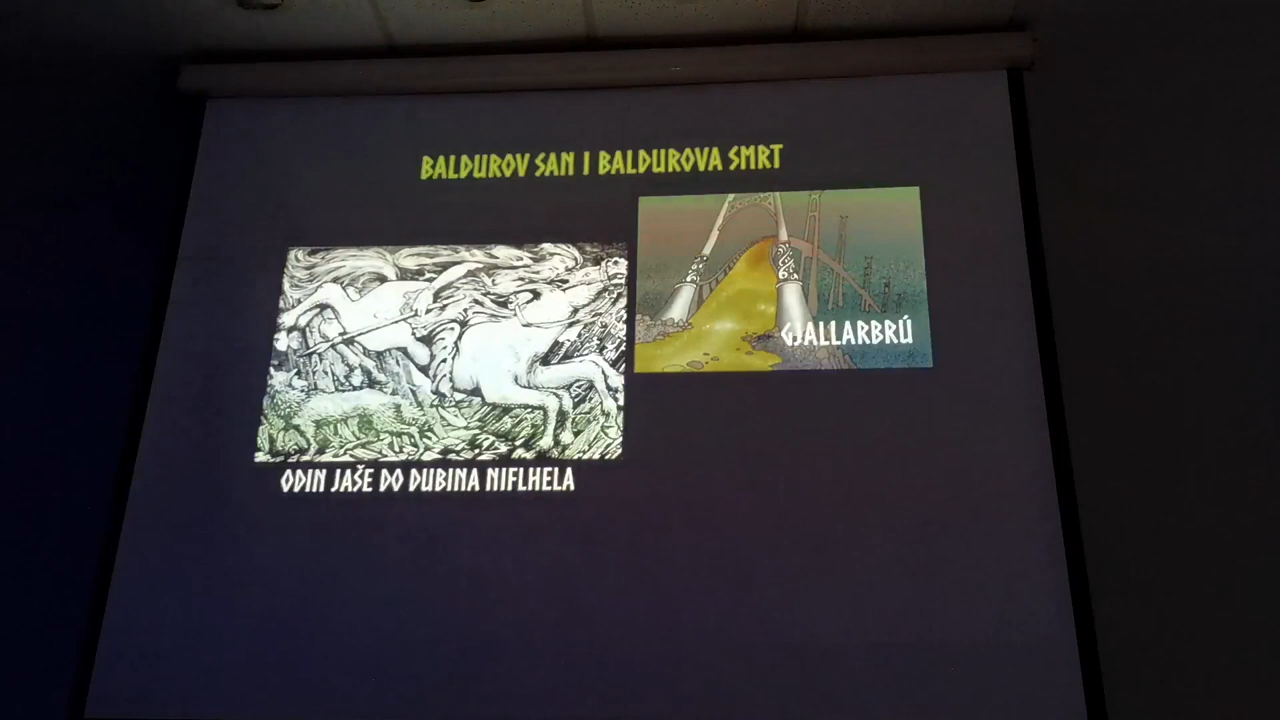 BALDUROV SAN I BALDUROVA SMRT
GJALLARBRÚ
ODIN JAŠE DO DUBINA NIFLHELA